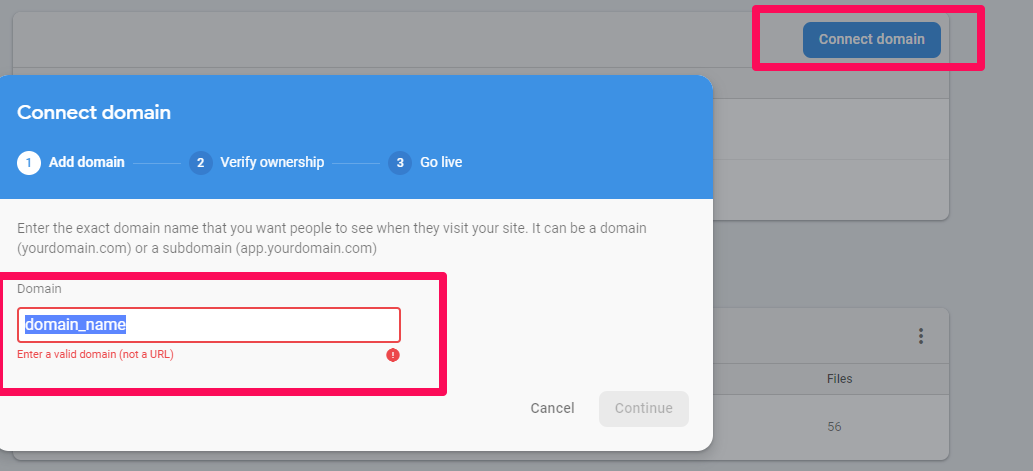 Connect domain
Connect domain
1 Add domain 2 Verify ownership 3 Go live
Enter the exact domain name that you want people to see when they visit your site. It can be a domain
(yourdomain.com) or a subdomain (app.yourdomain.com)
Domain
domain_name
Enter a valid domain (not a URL)
Files
Cancel Continue
56